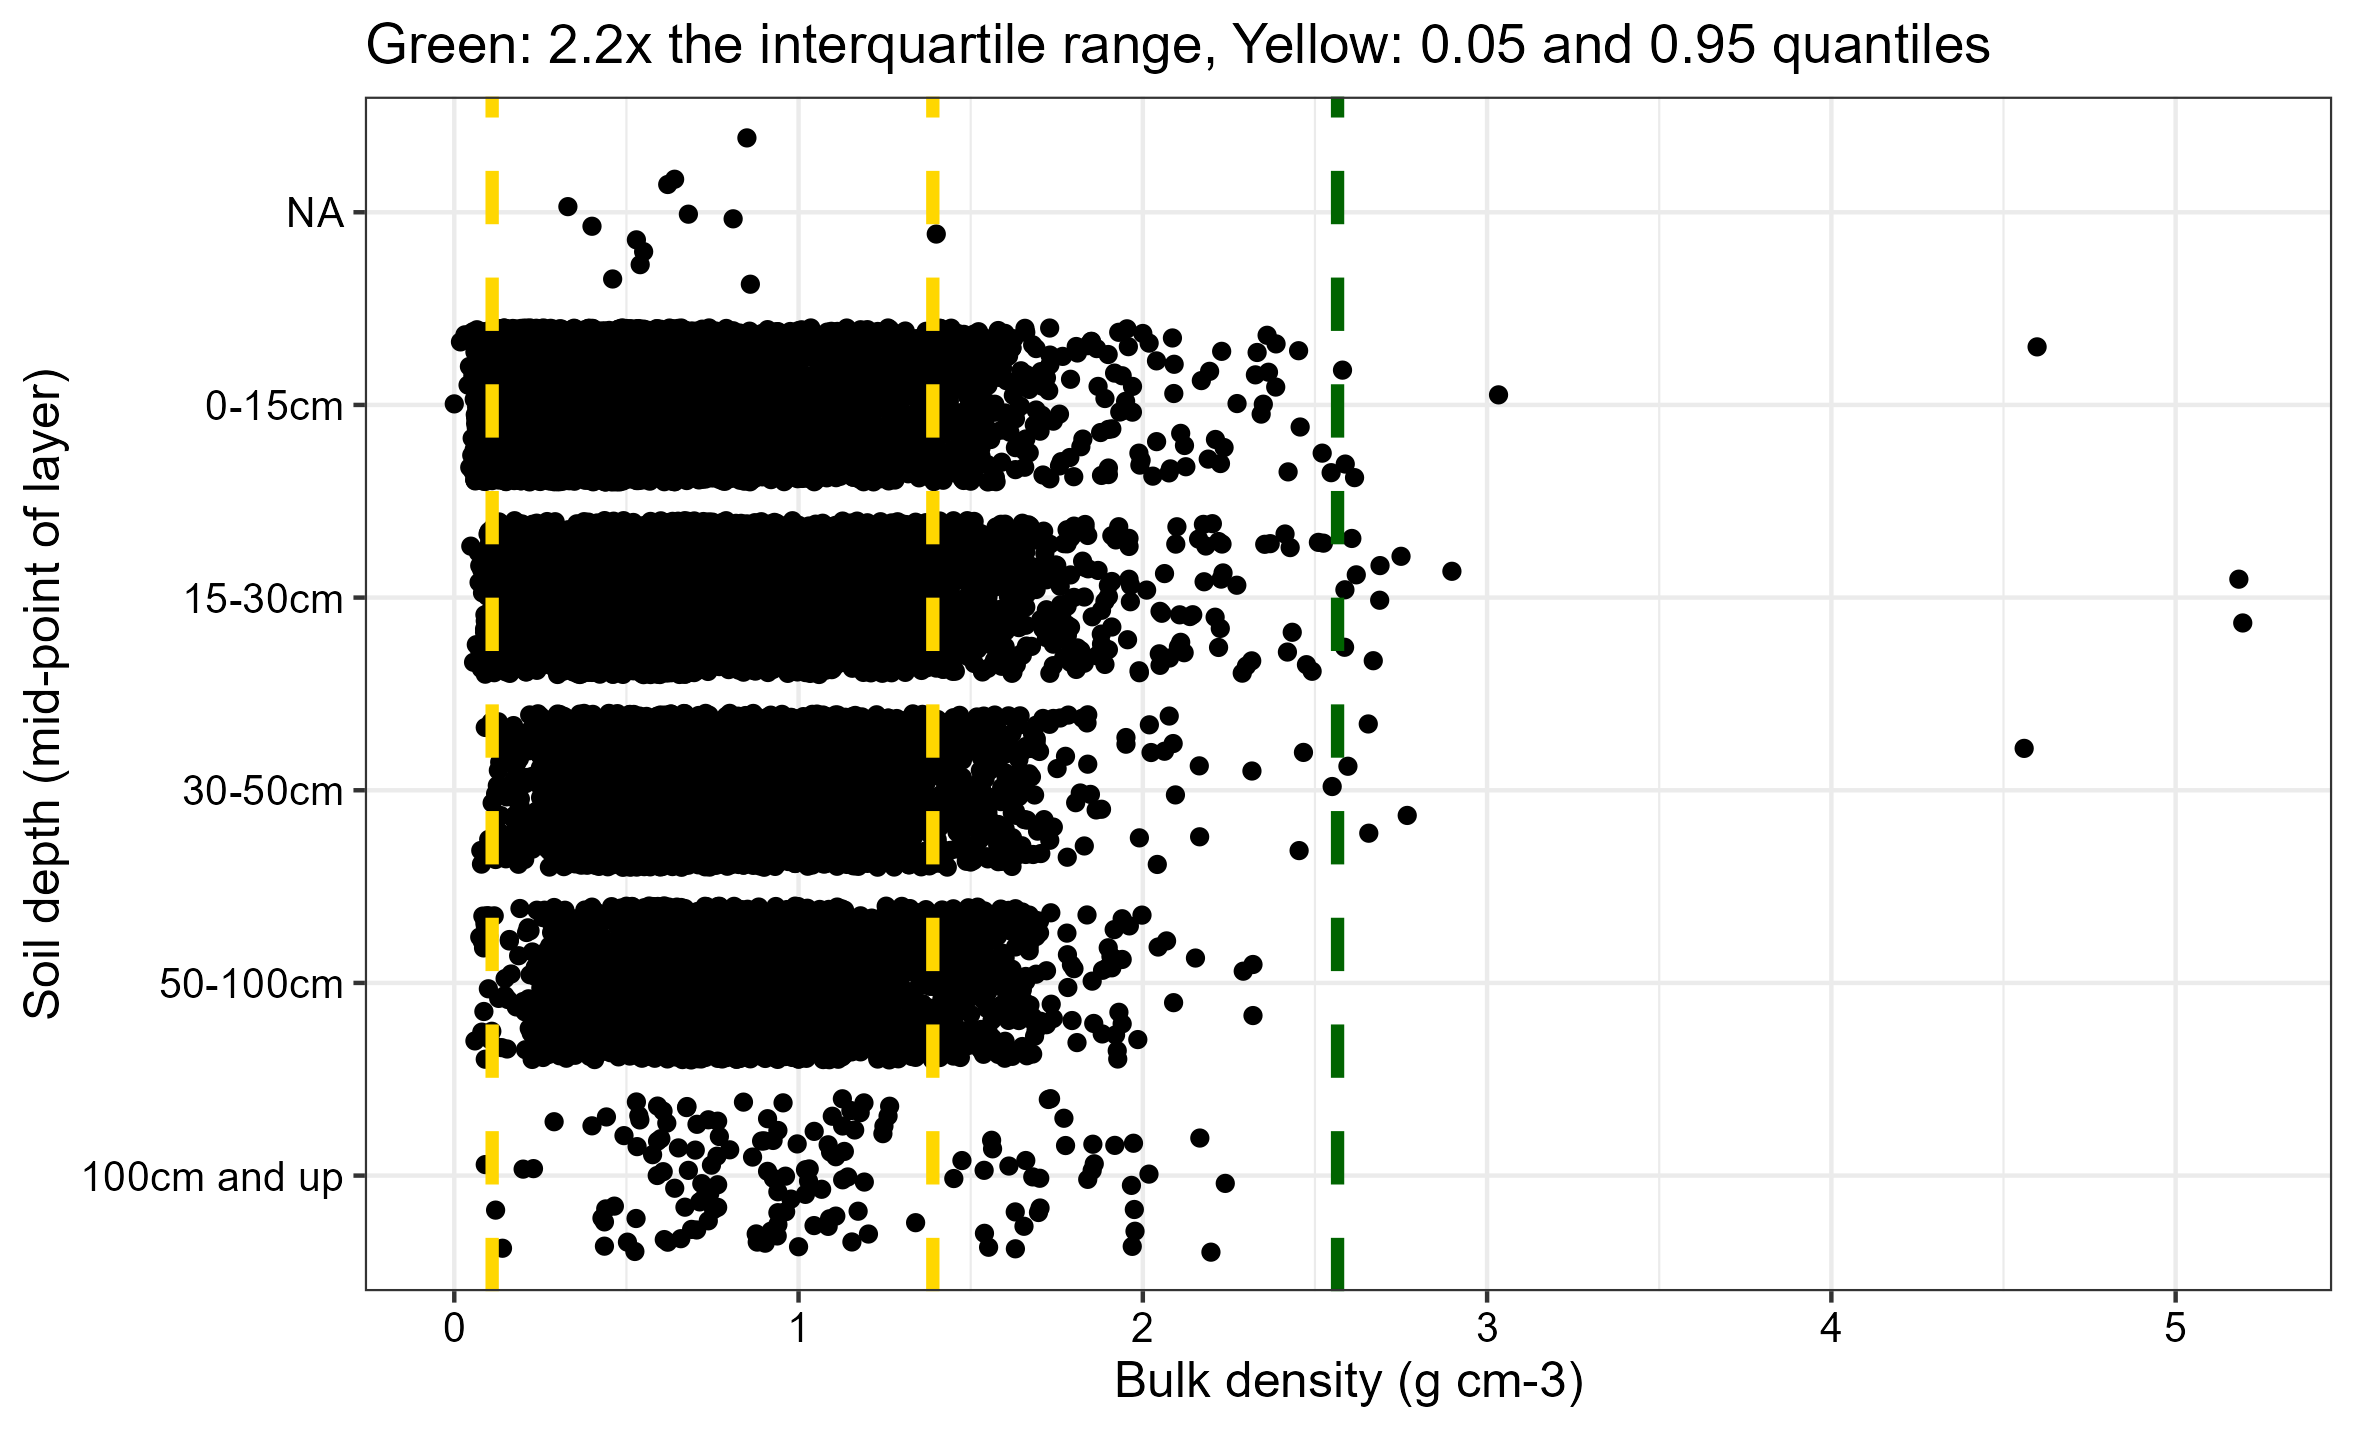 Green: 2.2x the interquartile range, Yellow: 0.05 and 0.95 quantiles
Soil depth (mid-point of layer)
NA
0-15cm
15-30cm
30-50cm
50-100cm
100cm and up
0 1 2 3 4 5
Bulk density (g cm-3)